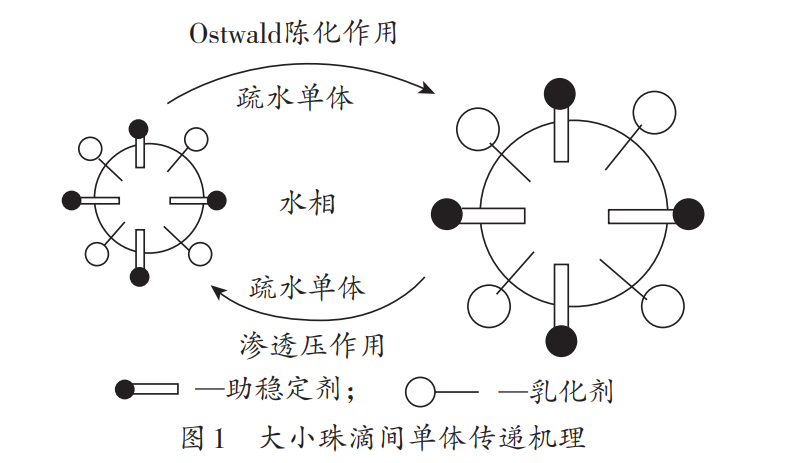 Ostwald陈化作用
疏水单体
水相
疏水单体
渗透压作用
—助稳定剂； —乳化剂
图1 大小珠滴间单体传递机理